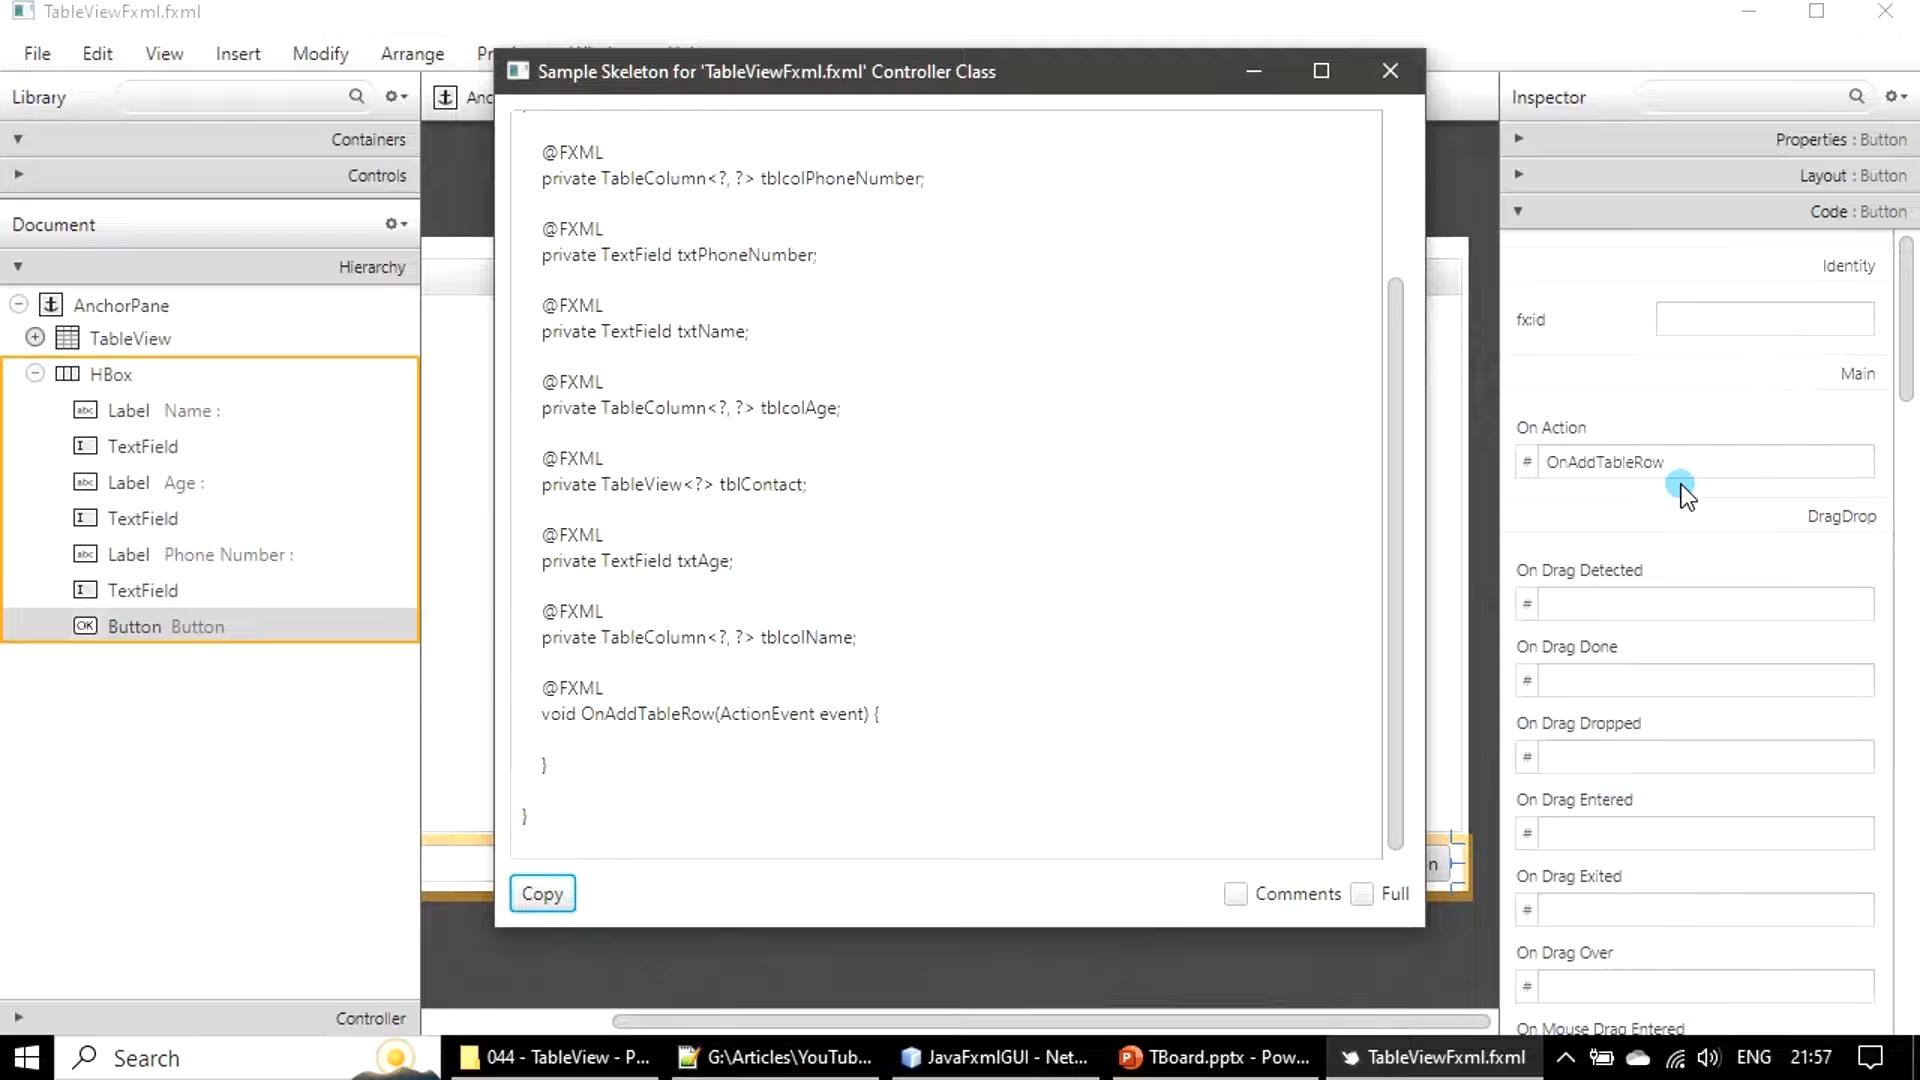 TableViewFxml.fxml
File Edit View Insert Modify Arrange
Sample Skeleton for 'TableViewFxml.fxml' Controller Class
Library
Containers
Controls
Document
Hierarchy
AnchorPane
TableView
HBox
Label Name :
TextField
Label Age :
TextField
Label Phone Number :
TextField
Button Button
Controller
@FXML
private TableColumn<?, ?> tblcolPhoneNumber;
@FXML
private TextField txtPhoneNumber;
@FXML
private TextField txtName;
@FXML
private TableColumn<?, ?> tblcolAge;
@FXML
private TableView<?> tblContact;
@FXML
private TextField txtAge;
@FXML
private TableColumn<?, ?> tblcolName;
@FXML
void OnAddTableRow(ActionEvent event) {
}
}
Copy
Comments Full
Inspector
Properties : Button
Layout : Button
Code : Button
Identity
fx:id
Main
On Action
# OnAddTableRow
DragDrop
On Drag Detected
#
On Drag Done
#
On Drag Dropped
#
On Drag Entered
#
On Drag Exited
#
On Drag Over
#
On Mouse Drag Entered
Search
044 - TableView - P...
G:\Articles\YouTub...
JavaFxmlGUI - Net...
TBoard.pptx - Pow...
TableViewFxml.fxml
ENG
21:57